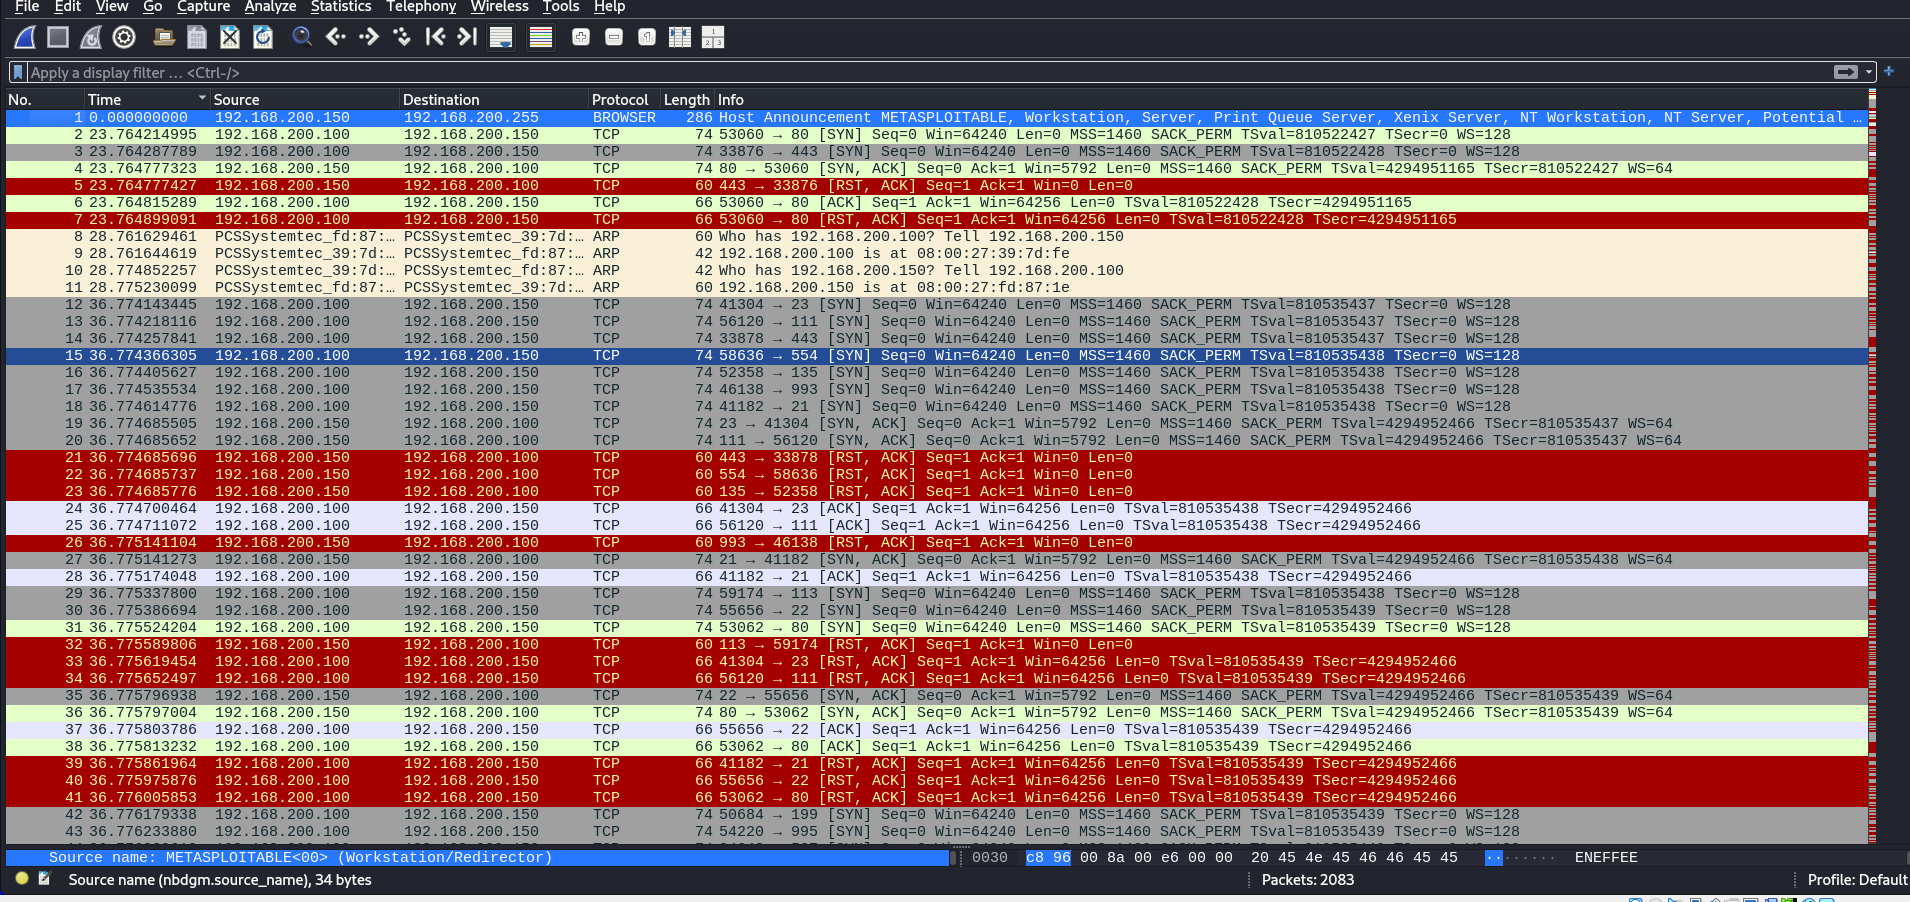 File Edit View Go Capture Analyze Statistics Telephony Wireless Tools Help
Apply a display filter … <Ctrl-/>
No. Time Source Destination Protocol Length Info
1 0.000000000 192.168.200.150 192.168.200.255 BROWSER 286 Host Announcement METASPLOITABLE, Workstation, Server, Print Queue Server, Xenix Server, NT Workstation, NT Server, Potential …
2 23.764214995 192.168.200.100 192.168.200.150 TCP 74 53060 → 80 [SYN] Seq=0 Win=64240 Len=0 MSS=1460 SACK_PERM TSval=810522427 TSecr=0 WS=128
3 23.764287789 192.168.200.100 192.168.200.150 TCP 74 33876 → 443 [SYN] Seq=0 Win=64240 Len=0 MSS=1460 SACK_PERM TSval=810522428 TSecr=0 WS=128
4 23.764777323 192.168.200.150 192.168.200.100 TCP 74 80 → 53060 [SYN, ACK] Seq=0 Ack=1 Win=5792 Len=0 MSS=1460 SACK_PERM TSval=4294951165 TSecr=810522427 WS=64
5 23.764777427 192.168.200.150 192.168.200.100 TCP 60 443 → 33876 [RST, ACK] Seq=1 Ack=1 Win=0 Len=0
6 23.764815289 192.168.200.100 192.168.200.150 TCP 66 53060 → 80 [ACK] Seq=1 Ack=1 Win=64256 Len=0 TSval=810522428 TSecr=4294951165
7 23.764899091 192.168.200.100 192.168.200.150 TCP 66 53060 → 80 [RST, ACK] Seq=1 Ack=1 Win=64256 Len=0 TSval=810522428 TSecr=4294951165
8 28.761629461 PCSSystemtec_fd:87:… PCSSystemtec_39:7d:… ARP 60 Who has 192.168.200.100? Tell 192.168.200.150
9 28.761644619 PCSSystemtec_39:7d:… PCSSystemtec_fd:87:… ARP 42 192.168.200.100 is at 08:00:27:39:7d:fe
10 28.774852257 PCSSystemtec_39:7d:… PCSSystemtec_fd:87:… ARP 42 Who has 192.168.200.150? Tell 192.168.200.100
11 28.775230099 PCSSystemtec_fd:87:… PCSSystemtec_39:7d:… ARP 60 192.168.200.150 is at 08:00:27:fd:87:1e
12 36.774143445 192.168.200.100 192.168.200.150 TCP 74 41304 → 23 [SYN] Seq=0 Win=64240 Len=0 MSS=1460 SACK_PERM TSval=810535437 TSecr=0 WS=128
13 36.774218116 192.168.200.100 192.168.200.150 TCP 74 56120 → 111 [SYN] Seq=0 Win=64240 Len=0 MSS=1460 SACK_PERM TSval=810535437 TSecr=0 WS=128
14 36.774257841 192.168.200.100 192.168.200.150 TCP 74 33878 → 443 [SYN] Seq=0 Win=64240 Len=0 MSS=1460 SACK_PERM TSval=810535437 TSecr=0 WS=128
15 36.774366305 192.168.200.100 192.168.200.150 TCP 74 58636 → 554 [SYN] Seq=0 Win=64240 Len=0 MSS=1460 SACK_PERM TSval=810535438 TSecr=0 WS=128
16 36.774405627 192.168.200.100 192.168.200.150 TCP 74 52358 → 135 [SYN] Seq=0 Win=64240 Len=0 MSS=1460 SACK_PERM TSval=810535438 TSecr=0 WS=128
17 36.774535534 192.168.200.100 192.168.200.150 TCP 74 46138 → 993 [SYN] Seq=0 Win=64240 Len=0 MSS=1460 SACK_PERM TSval=810535438 TSecr=0 WS=128
18 36.774614776 192.168.200.100 192.168.200.150 TCP 74 41182 → 21 [SYN] Seq=0 Win=64240 Len=0 MSS=1460 SACK_PERM TSval=810535438 TSecr=0 WS=128
19 36.774685505 192.168.200.150 192.168.200.100 TCP 74 23 → 41304 [SYN, ACK] Seq=0 Ack=1 Win=5792 Len=0 MSS=1460 SACK_PERM TSval=4294952466 TSecr=810535437 WS=64
20 36.774685652 192.168.200.150 192.168.200.100 TCP 74 111 → 56120 [SYN, ACK] Seq=0 Ack=1 Win=5792 Len=0 MSS=1460 SACK_PERM TSval=4294952466 TSecr=810535437 WS=64
21 36.774685696 192.168.200.150 192.168.200.100 TCP 60 443 → 33878 [RST, ACK] Seq=1 Ack=1 Win=0 Len=0
22 36.774685737 192.168.200.150 192.168.200.100 TCP 60 554 → 58636 [RST, ACK] Seq=1 Ack=1 Win=0 Len=0
23 36.774685776 192.168.200.150 192.168.200.100 TCP 60 135 → 52358 [RST, ACK] Seq=1 Ack=1 Win=0 Len=0
24 36.774700464 192.168.200.100 192.168.200.150 TCP 66 41304 → 23 [ACK] Seq=1 Ack=1 Win=64256 Len=0 TSval=810535438 TSecr=4294952466
25 36.774711072 192.168.200.100 192.168.200.150 TCP 66 56120 → 111 [ACK] Seq=1 Ack=1 Win=64256 Len=0 TSval=810535438 TSecr=4294952466
26 36.775141104 192.168.200.150 192.168.200.100 TCP 60 993 → 46138 [RST, ACK] Seq=1 Ack=1 Win=0 Len=0
27 36.775141273 192.168.200.150 192.168.200.100 TCP 74 21 → 41182 [SYN, ACK] Seq=0 Ack=1 Win=5792 Len=0 MSS=1460 SACK_PERM TSval=4294952466 TSecr=810535438 WS=64
28 36.775174048 192.168.200.100 192.168.200.150 TCP 66 41182 → 21 [ACK] Seq=1 Ack=1 Win=64256 Len=0 TSval=810535438 TSecr=4294952466
29 36.775337800 192.168.200.100 192.168.200.150 TCP 74 59174 → 113 [SYN] Seq=0 Win=64240 Len=0 MSS=1460 SACK_PERM TSval=810535438 TSecr=0 WS=128
30 36.775386694 192.168.200.100 192.168.200.150 TCP 74 55656 → 22 [SYN] Seq=0 Win=64240 Len=0 MSS=1460 SACK_PERM TSval=810535439 TSecr=0 WS=128
31 36.775524204 192.168.200.100 192.168.200.150 TCP 74 53062 → 80 [SYN] Seq=0 Win=64240 Len=0 MSS=1460 SACK_PERM TSval=810535439 TSecr=0 WS=128
32 36.775589806 192.168.200.150 192.168.200.100 TCP 60 113 → 59174 [RST, ACK] Seq=1 Ack=1 Win=0 Len=0
33 36.775619454 192.168.200.100 192.168.200.150 TCP 66 41304 → 23 [RST, ACK] Seq=1 Ack=1 Win=64256 Len=0 TSval=810535439 TSecr=4294952466
34 36.775652497 192.168.200.100 192.168.200.150 TCP 66 56120 → 111 [RST, ACK] Seq=1 Ack=1 Win=64256 Len=0 TSval=810535439 TSecr=4294952466
35 36.775796938 192.168.200.150 192.168.200.100 TCP 74 22 → 55656 [SYN, ACK] Seq=0 Ack=1 Win=5792 Len=0 MSS=1460 SACK_PERM TSval=4294952466 TSecr=810535439 WS=64
36 36.775797004 192.168.200.150 192.168.200.100 TCP 74 80 → 53062 [SYN, ACK] Seq=0 Ack=1 Win=5792 Len=0 MSS=1460 SACK_PERM TSval=4294952466 TSecr=810535439 WS=64
37 36.775803786 192.168.200.100 192.168.200.150 TCP 66 55656 → 22 [ACK] Seq=1 Ack=1 Win=64256 Len=0 TSval=810535439 TSecr=4294952466
38 36.775813232 192.168.200.100 192.168.200.150 TCP 66 53062 → 80 [ACK] Seq=1 Ack=1 Win=64256 Len=0 TSval=810535439 TSecr=4294952466
39 36.775861964 192.168.200.100 192.168.200.150 TCP 66 41182 → 21 [RST, ACK] Seq=1 Ack=1 Win=64256 Len=0 TSval=810535439 TSecr=4294952466
40 36.775975876 192.168.200.100 192.168.200.150 TCP 66 55656 → 22 [RST, ACK] Seq=1 Ack=1 Win=64256 Len=0 TSval=810535439 TSecr=4294952466
41 36.776005853 192.168.200.100 192.168.200.150 TCP 66 53062 → 80 [RST, ACK] Seq=1 Ack=1 Win=64256 Len=0 TSval=810535439 TSecr=4294952466
42 36.776179338 192.168.200.100 192.168.200.150 TCP 74 50684 → 199 [SYN] Seq=0 Win=64240 Len=0 MSS=1460 SACK_PERM TSval=810535439 TSecr=0 WS=128
43 36.776233880 192.168.200.100 192.168.200.150 TCP 74 54220 → 995 [SYN] Seq=0 Win=64240 Len=0 MSS=1460 SACK_PERM TSval=810535439 TSecr=0 WS=128
Source name: METASPLOITABLE<00> (Workstation/Redirector) 0030 c8 96 00 8a 00 e6 00 00 20 45 4e 45 46 46 45 45 ········ ENEFFEE
Source name (nbdgm.source_name), 34 bytes Packets: 2083 Profile: Default